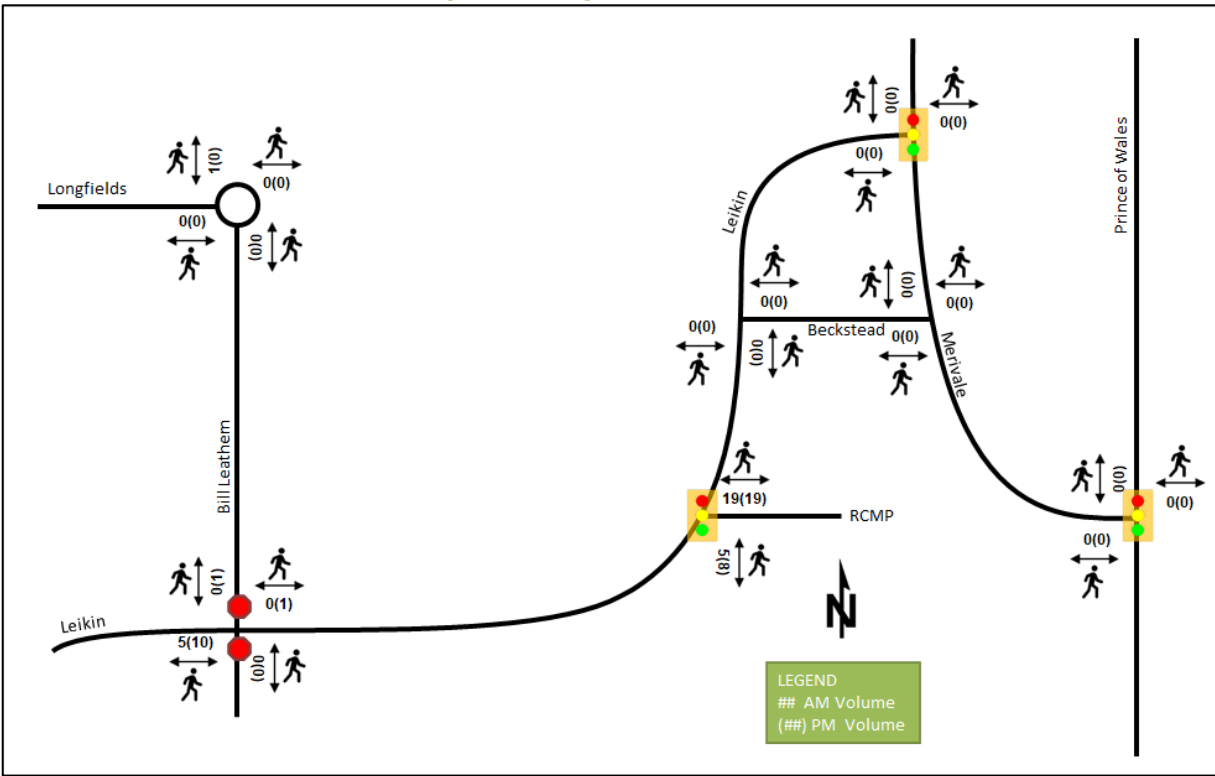 0(0)
0(0)
1(0)
0(0)
Longfields
0(0)
0(0)
0(0)
Leikin
Prince of Wales
0(0)
0(0)
0(0)
0(0)
0(0)
Beckstead
0(0)
0(0)
Merivale
Bill Leathem
19(19)
RCMP
5(8)
0(0)
0(0)
0(0)
0(1)
0(1)
Leikin
5(10)
0(0)
N
LEGEND
## AM Volume
(##) PM Volume